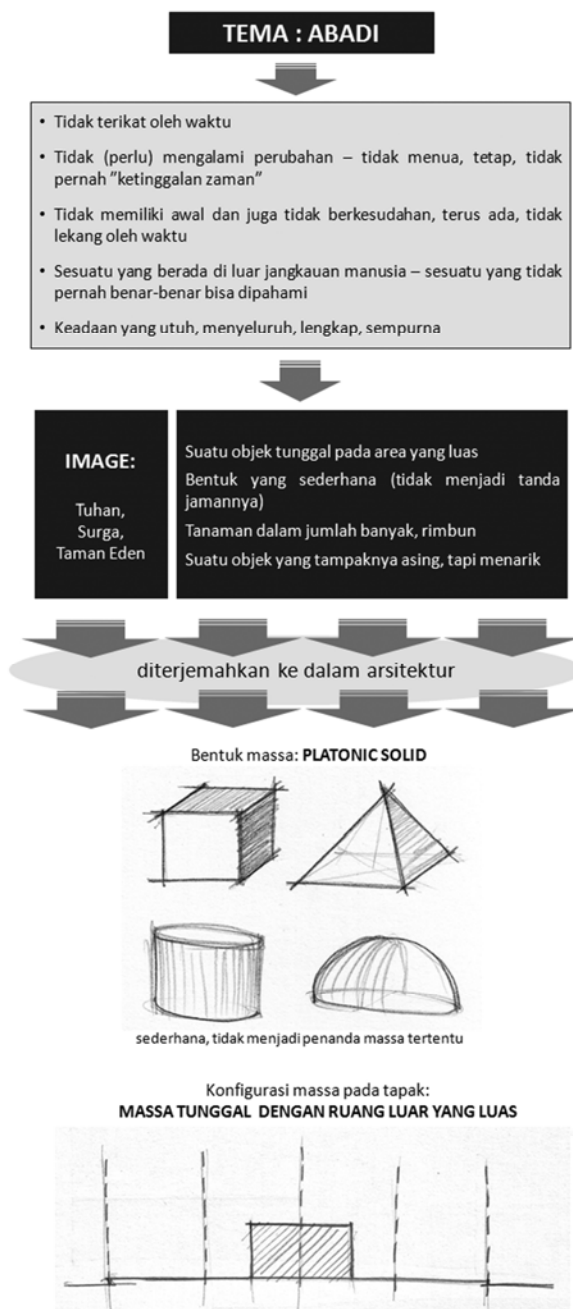 TEMA : ABADI
• Tidak terikat oleh waktu
• Tidak (perlu) mengalami perubahan – tidak menua, tetap, tidak
pernah ”ketinggalan zaman”
• Tidak memiliki awal dan juga tidak berkesudahan, terus ada, tidak
lekang oleh waktu
• Sesuatu yang berada di luar jangkauan manusia – sesuatu yang tidak
pernah benar-benar bisa dipahami
• Keadaan yang utuh, menyeluruh, lengkap, sempurna
IMAGE:
Tuhan,
Surga,
Taman Eden
Suatu objek tunggal pada area yang luas
Bentuk yang sederhana (tidak menjadi tanda
jamannya)
Tanaman dalam jumlah banyak, rimbun
Suatu objek yang tampaknya asing, tapi menarik
diterjemahkan ke dalam arsitektur
Bentuk massa: PLATONIC SOLID
sederhana, tidak menjadi penanda massa tertentu
Konfigurasi massa pada tapak:
MASSA TUNGGAL DENGAN RUANG LUAR YANG LUAS